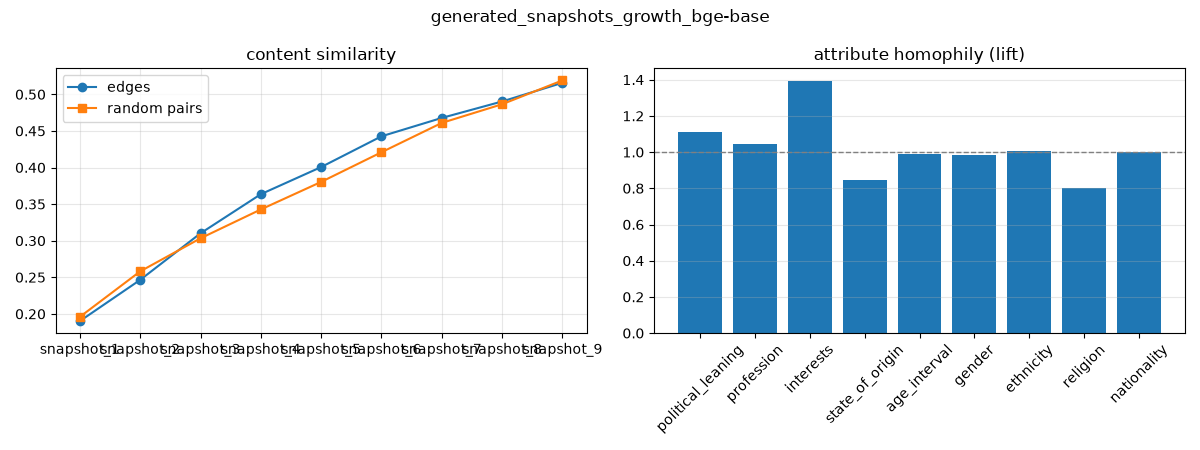 generated_snapshots_growth_bge-base
content similarity
edges
random pairs
0.50
0.45
0.40
0.35
0.30
0.25
0.20
snapshot_1
snapshot_2
snapshot_3
snapshot_4
snapshot_5
snapshot_6
snapshot_7
snapshot_8
snapshot_9
attribute homophily (lift)
1.4
1.2
1.0
0.8
0.6
0.4
0.2
0.0
political_leaning
profession
interests
state_of_origin
age_interval
gender
ethnicity
religion
nationality